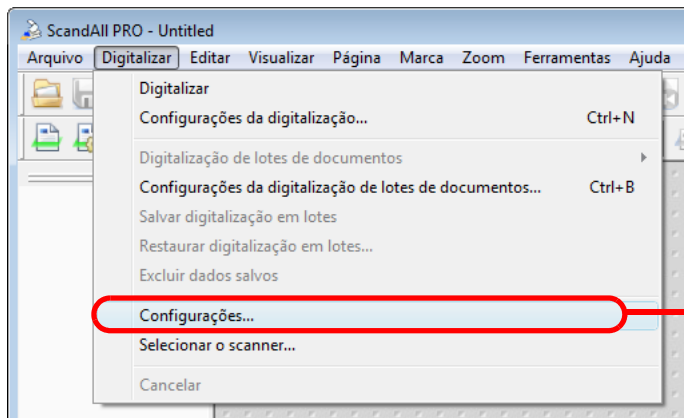 ScandAll PRO - Untitled
Arquivo Digitalizar Editar Visualizar Página Marca Zoom Ferramentas Ajuda
Digitalizar
Configurações da digitalização... Ctrl+N
Digitalização de lotes de documentos
Configurações da digitalização de lotes de documentos... Ctrl+B
Salvar digitalização em lotes
Restaurar digitalização em lotes...
Excluir dados salvos
Configurações...
Selecionar o scanner...
Cancelar